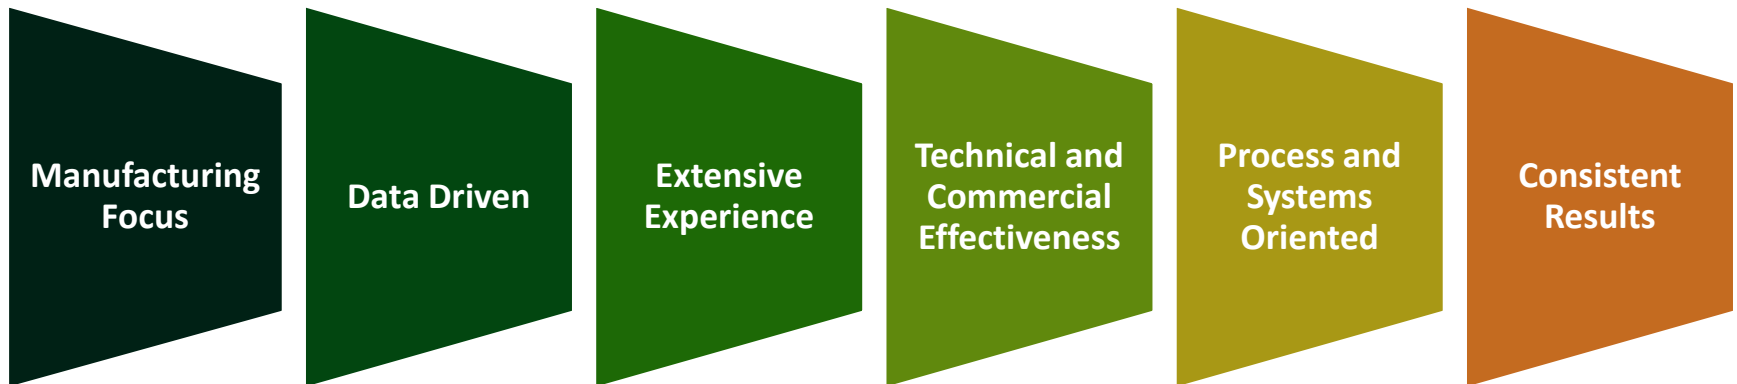 Manufacturing
Focus
Data Driven
Extensive
Experience
Technical and
Commercial
Effectiveness
Process and
Systems
Oriented
Consistent
Results